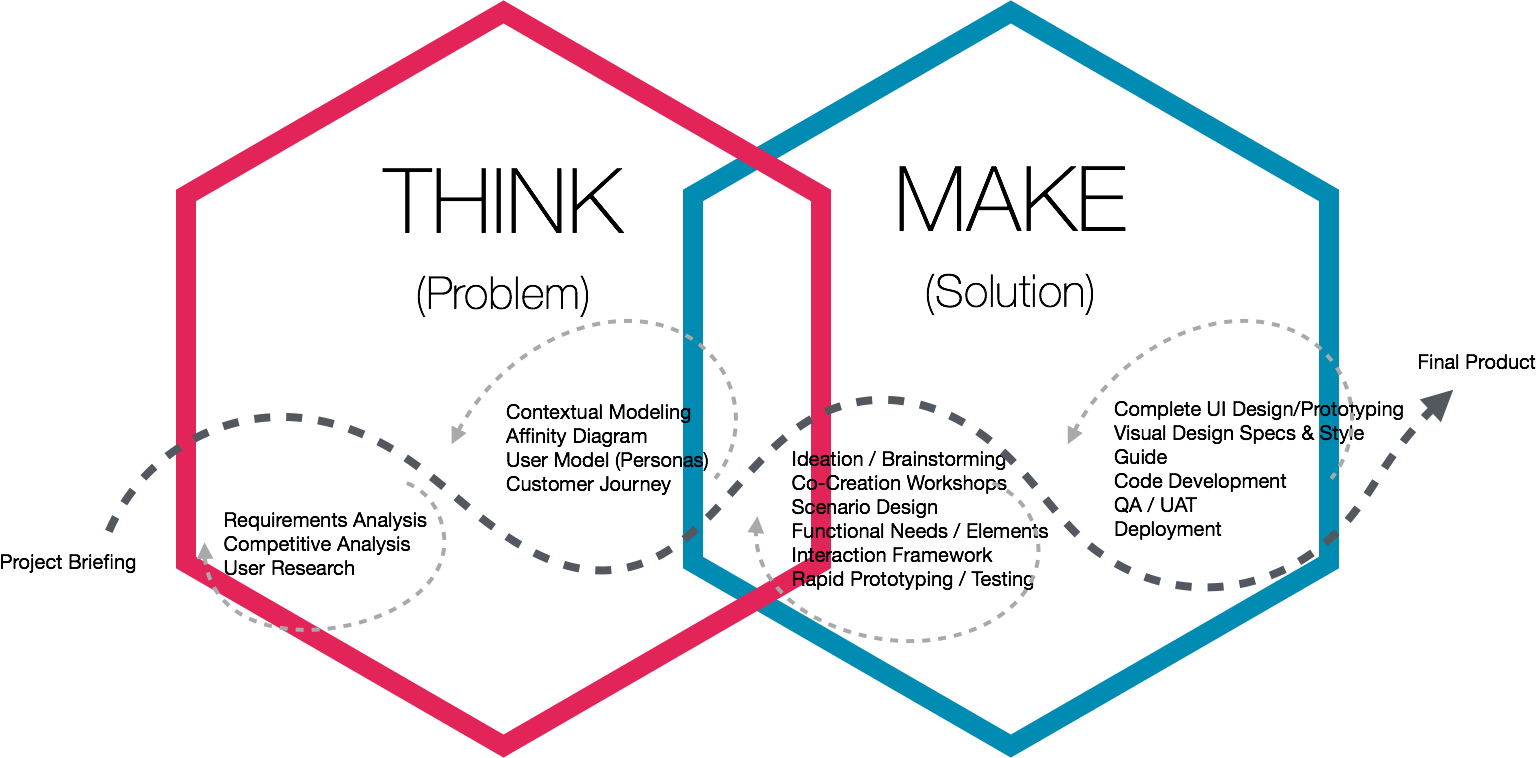 THINK
(Problem)
MAKE
(Solution)
Project Briefing
Requirements Analysis
Competitive Analysis
User Research
Contextual Modeling
Affinity Diagram
User Model (Personas)
Customer Journey
Ideation / Brainstorming
Co-Creation Workshops
Scenario Design
Functional Needs / Elements
Interaction Framework
Rapid Prototyping / Testing
Complete UI Design/Prototyping
Visual Design Specs & Style
Guide
Code Development
QA / UAT
Deployment
Final Product